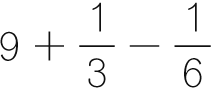 9 + 1/3 − 1/6